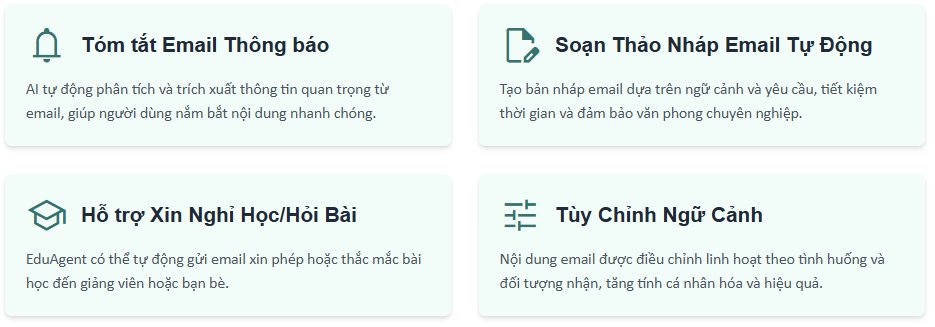 Tóm tắt Email Thông báo
AI tự động phân tích và trích xuất thông tin quan trọng từ
email, giúp người dùng nắm bắt nội dung nhanh chóng.
Soạn Thảo Nháp Email Tự Động
Tạo bản nháp email dựa trên ngữ cảnh và yêu cầu, tiết kiệm
thời gian và đảm bảo văn phong chuyên nghiệp.
Hỗ trợ Xin Nghỉ Học/Hỏi Bài
EduAgent có thể tự động gửi email xin phép hoặc thắc mắc bài
học đến giảng viên hoặc bạn bè.
Tùy Chỉnh Ngữ Cảnh
Nội dung email được điều chỉnh linh hoạt theo tình huống và
đối tượng nhận, tăng tính cá nhân hóa và hiệu quả.